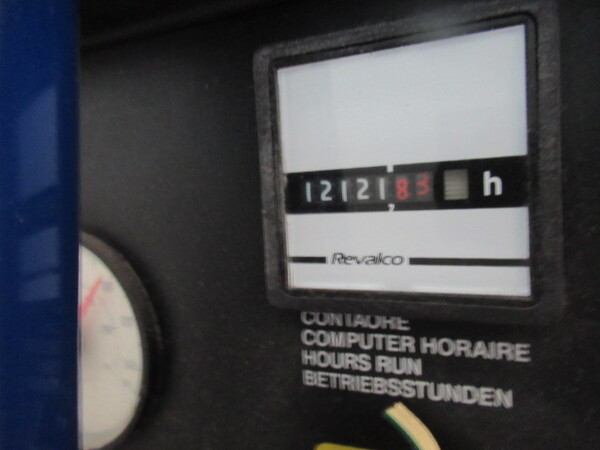 1212183 h
Revalco
CONTAORE
COMPUTER HORAIRE
HOURS RUN
BETRIEBSSTUNDEN